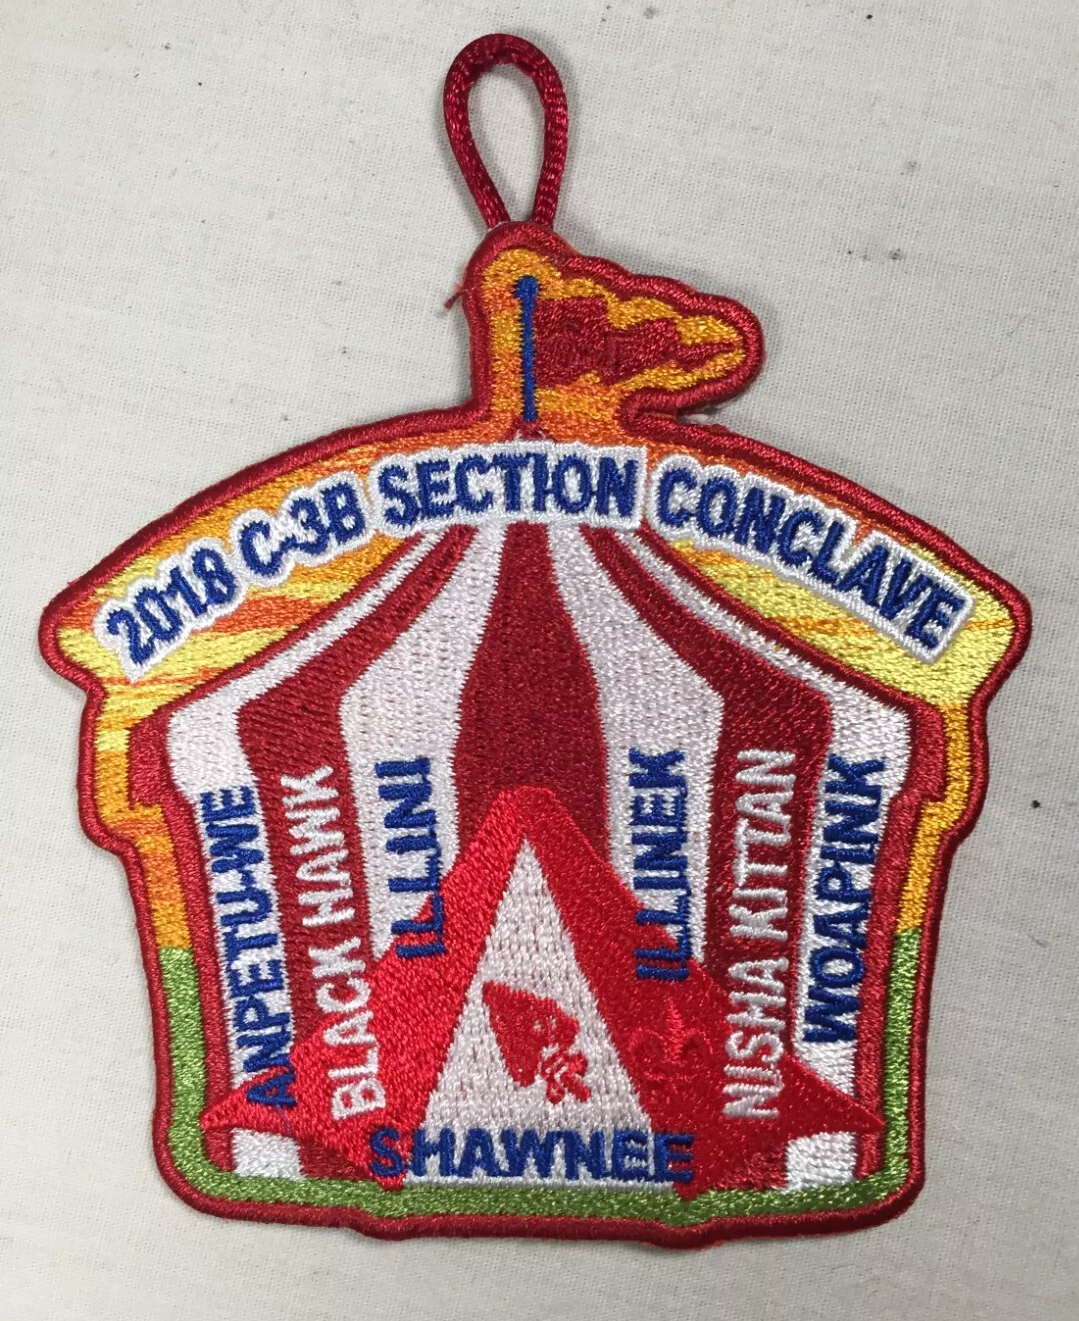 2018 C-3B SECTION CONCLAVE
ANPETU-WE
BLACK HAWK
ILLINI
ILLINEK
NISHA KITTAN
WOAPINK
SHAWNEE